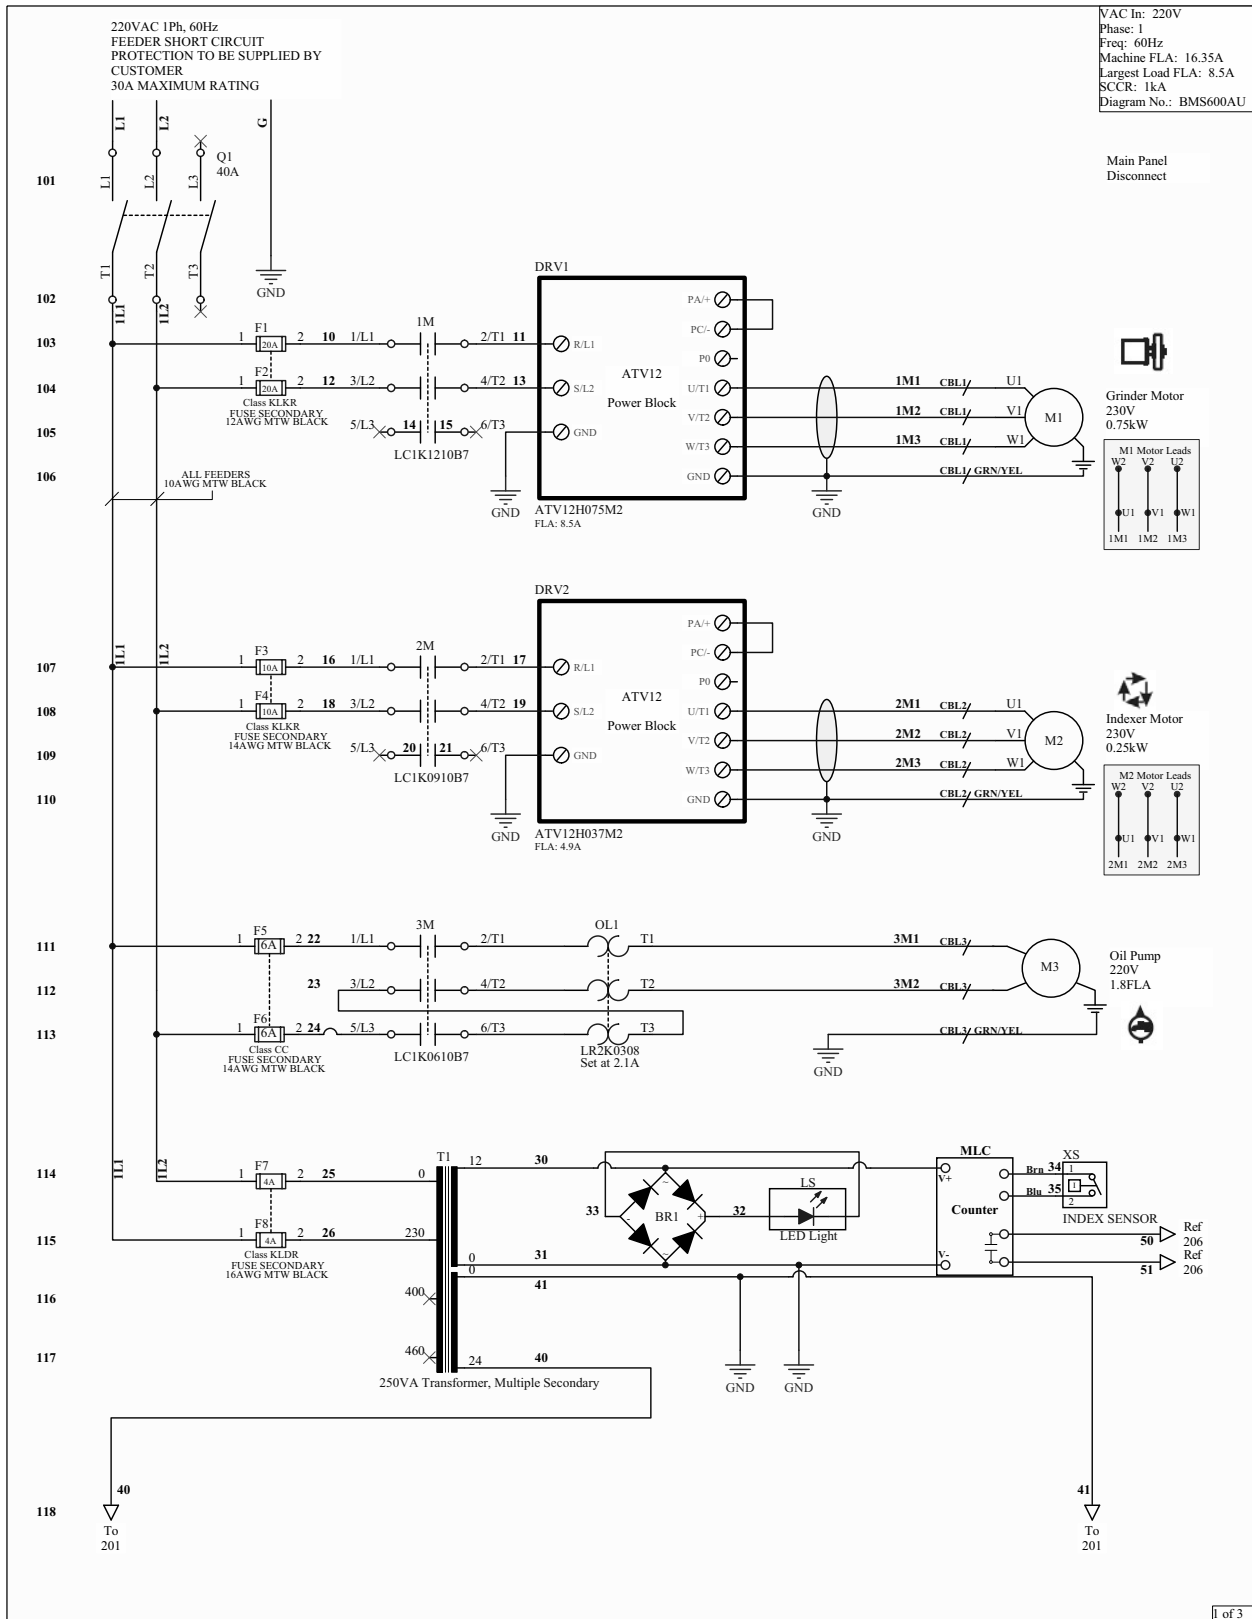 220VAC 1Ph, 60Hz
FEEDER SHORT CIRCUIT
PROTECTION TO BE SUPPLIED BY
CUSTOMER
30A MAXIMUM RATING
VAC In: 220V
Phase: 1
Freq: 60Hz
Machine FLA: 16.35A
Largest Load FLA: 8.5A
SCCR: 1kA
Diagram No.: BMS600AU
L1 L2 G
Q1
40A
Main Panel
Disconnect
101
L1 L2 L3
T1 T2 T3
GND
102
1L1 1L2
DRV1
PA/+
PC/-
P0
103 1 F1 20A 2 10 1/L1 1M 2/T1 11 R/L1
104 1 F2 20A 2 12 3/L2 4/T2 13 S/L2
ATV12
Power Block
U/T1 1M1 CBL1 U1
V/T2 1M2 CBL1 V1
W/T3 1M3 CBL1 W1
M1
Class KLKR
FUSE SECONDARY
12AWG MTW BLACK
105 5/L3 14 15 6/T3 GND
LC1K1210B7
106
GND CBL1 GRN/YEL
GND
GND
ATV12H075M2
FLA: 8.5A
ALL FEEDERS
10AWG MTW BLACK
Grinder Motor
230V
0.75kW
M1 Motor Leads
W2 V2 U2
U1 V1 W1
1M1 1M2 1M3
DRV2
PA/+
PC/-
P0
1L1 1L2
107 1 F3 10A 2 16 1/L1 2M 2/T1 17 R/L1
108 1 F4 10A 2 18 3/L2 4/T2 19 S/L2
ATV12
Power Block
U/T1 2M1 CBL2 U1
V/T2 2M2 CBL2 V1
W/T3 2M3 CBL2 W1
M2
Class KLKR
FUSE SECONDARY
14AWG MTW BLACK
109 5/L3 20 21 6/T3 GND
LC1K0910B7
110
GND CBL2 GRN/YEL
GND
GND
ATV12H037M2
FLA: 4.9A
Indexer Motor
230V
0.25kW
M2 Motor Leads
W2 V2 U2
U1 V1 W1
2M1 2M2 2M3
111 1 F5 6A 2 22 1/L1 3M 2/T1 OL1 T1 3M1 CBL3
112 23 3/L2 4/T2 T2 3M2 CBL3
M3
113 1 F6 6A 2 24 5/L3 6/T3 T3 CBL3 GRN/YEL
Class CC
FUSE SECONDARY
14AWG MTW BLACK
LC1K0610B7
LR2K0308
Set at 2.1A
GND
Oil Pump
220V
1.8FLA
1L1 1L2
114 1 F7 4A 2 25 0 T1 12 30
115 1 F8 4A 2 26 230 0 31
Class KLDR
FUSE SECONDARY
16AWG MTW BLACK
33 ~ - BR1 + ~ 32
LS
LED Light
MLC
V+
Counter
V-
Brn 34
Blu 35
XS
1
1
2
INDEX SENSOR
50 Ref
206
51 Ref
206
116 400 0 41
117 460 24 40
GND
GND
250VA Transformer, Multiple Secondary
118
40
To
201
41
To
201
1 of 3